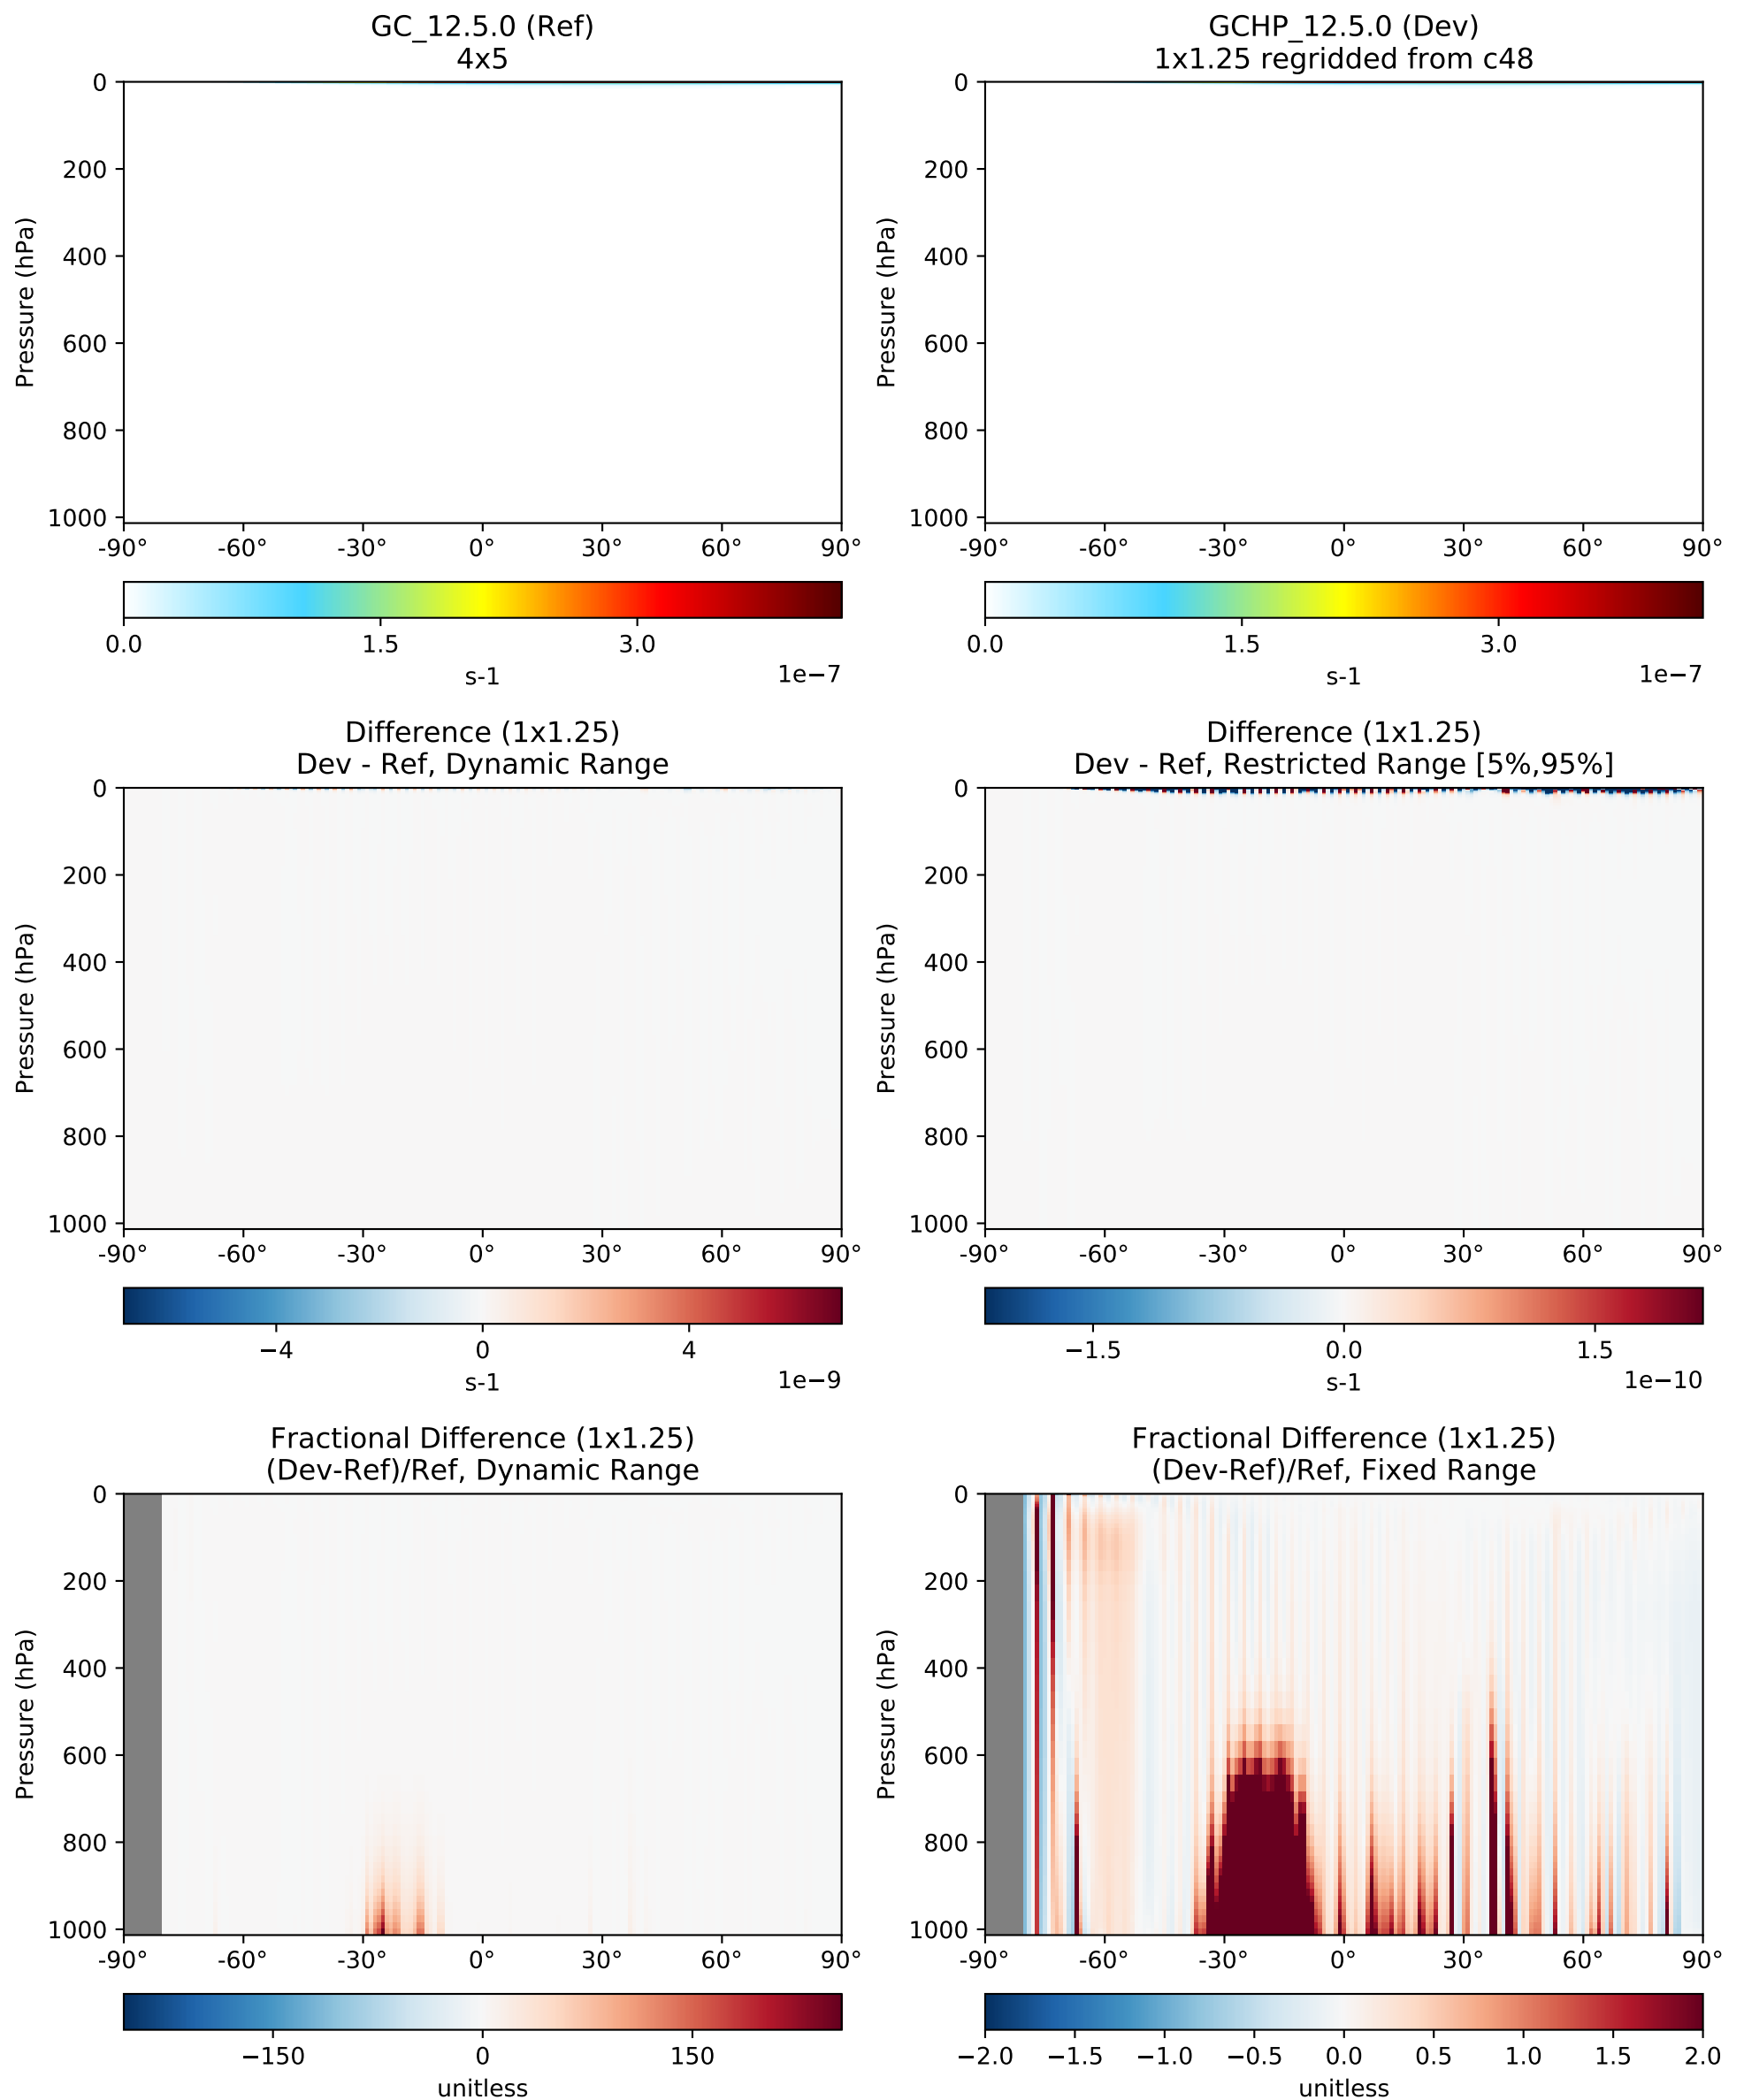 GC_12.5.0 (Ref)
4x5
Pressure (hPa)
0
200
400
600
800
1000
-90° -60° -30° 0° 30° 60° 90°
0.0 1.5 3.0
s-1 1e−7
GCHP_12.5.0 (Dev)
1x1.25 regridded from c48
Pressure (hPa)
0
200
400
600
800
1000
-90° -60° -30° 0° 30° 60° 90°
0.0 1.5 3.0
s-1 1e−7
Difference (1x1.25)
Dev - Ref, Dynamic Range
Pressure (hPa)
0
200
400
600
800
1000
-90° -60° -30° 0° 30° 60° 90°
−4 0 4
s-1 1e−9
Difference (1x1.25)
Dev - Ref, Restricted Range [5%,95%]
Pressure (hPa)
0
200
400
600
800
1000
-90° -60° -30° 0° 30° 60° 90°
−1.5 0.0 1.5
s-1 1e−10
Fractional Difference (1x1.25)
(Dev-Ref)/Ref, Dynamic Range
Pressure (hPa)
0
200
400
600
800
1000
-90° -60° -30° 0° 30° 60° 90°
−150 0 150
unitless
Fractional Difference (1x1.25)
(Dev-Ref)/Ref, Fixed Range
Pressure (hPa)
0
200
400
600
800
1000
-90° -60° -30° 0° 30° 60° 90°
−2.0 −1.5 −1.0 −0.5 0.0 0.5 1.0 1.5 2.0
unitless